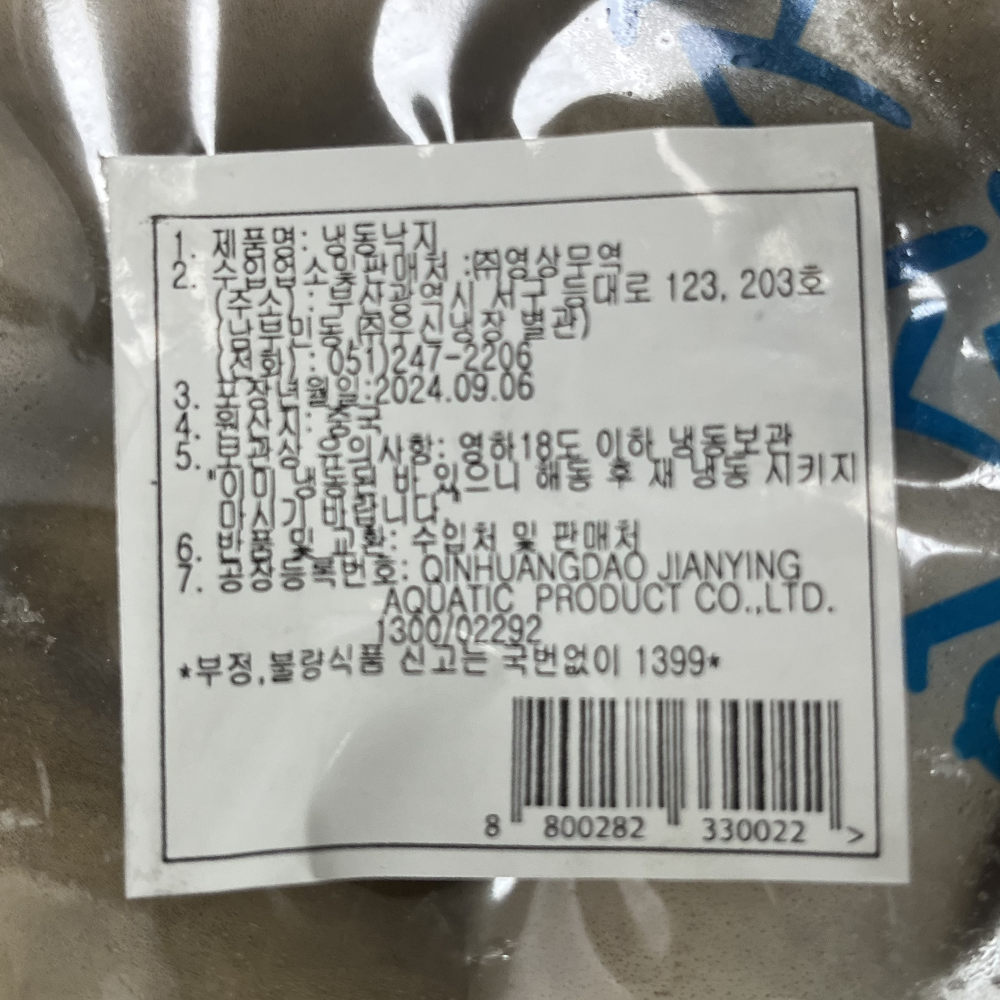 1. 제품명: 냉동낙지
2. 수입업소및판매처 :㈜영상무역
(주소) : 부산광역시 서구 등대로 123, 203호
(남부민동,㈜우신냉장 별관)
(전화) : 051)247-2206
3. 포장년월일:2024.09.06
4. 원산지: 중국
5. 보관상 유의사항: 영하18도 이하 냉동보관
"이미 냉동된 바 있으니 해동 후 재 냉동 시키지
마시기 바랍니다."
6. 반품 및 교환: 수입처 및 판매처
7. 공장등록번호: QINHUANGDAO JIANYING
AQUATIC PRODUCT CO.,LTD.
1300/02292
*부정,불량식품 신고는 국번없이 1399*
8 800282 330022 >